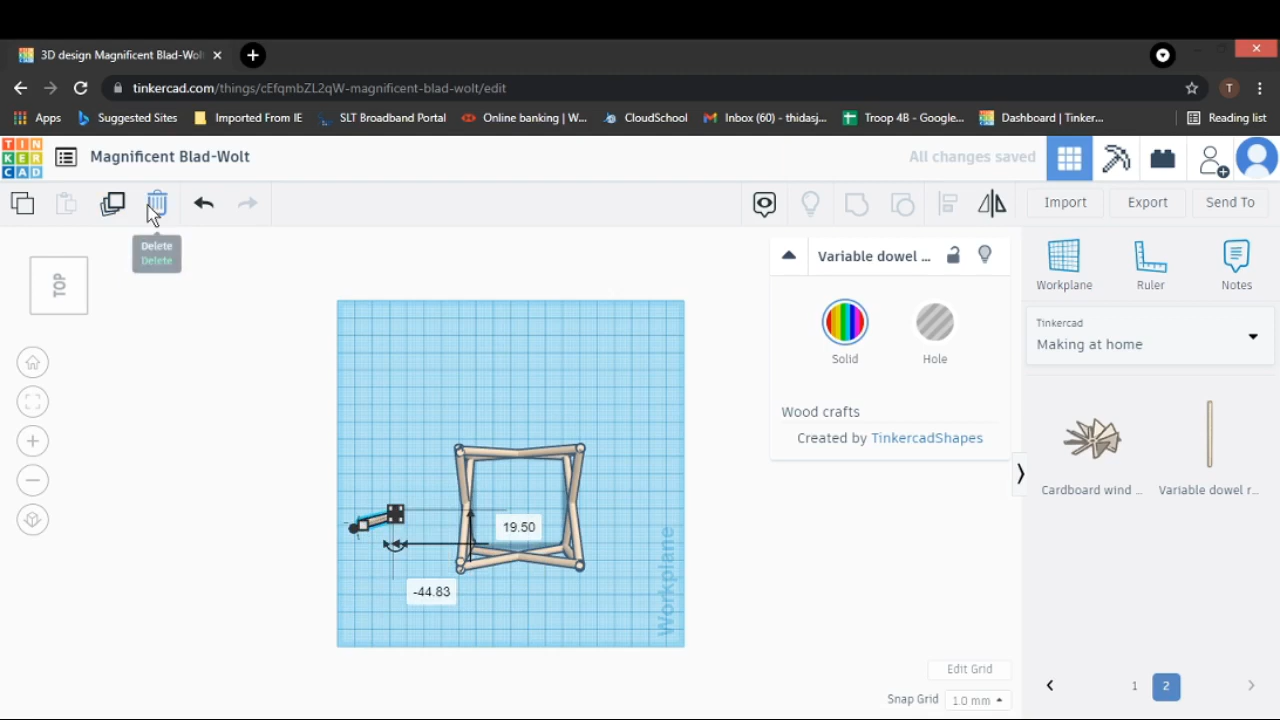 3D design Magnificent Blad-Wol
tinkercad.com/things/cEfqmbZL2qW-magnificent-blad-wolt/edit
T
Apps Suggested Sites Imported From IE SLT Broadband Portal Online banking | W... CloudSchool Inbox (60) - thidasj... Troop 4B - Google... Dashboard | Tinker... Reading list
TIN
KER
CAD
Magnificent Blad-Wolt
All changes saved
Import Export Send To
Delete
Delete
TOP
Variable dowel ...
Solid Hole
Wood crafts
Created by TinkercadShapes
Workplane Ruler Notes
Tinkercad
Making at home
Cardboard wind ... Variable dowel r...
19.50
-44.83
Workplane
Edit Grid
Snap Grid 1.0 mm
1 2